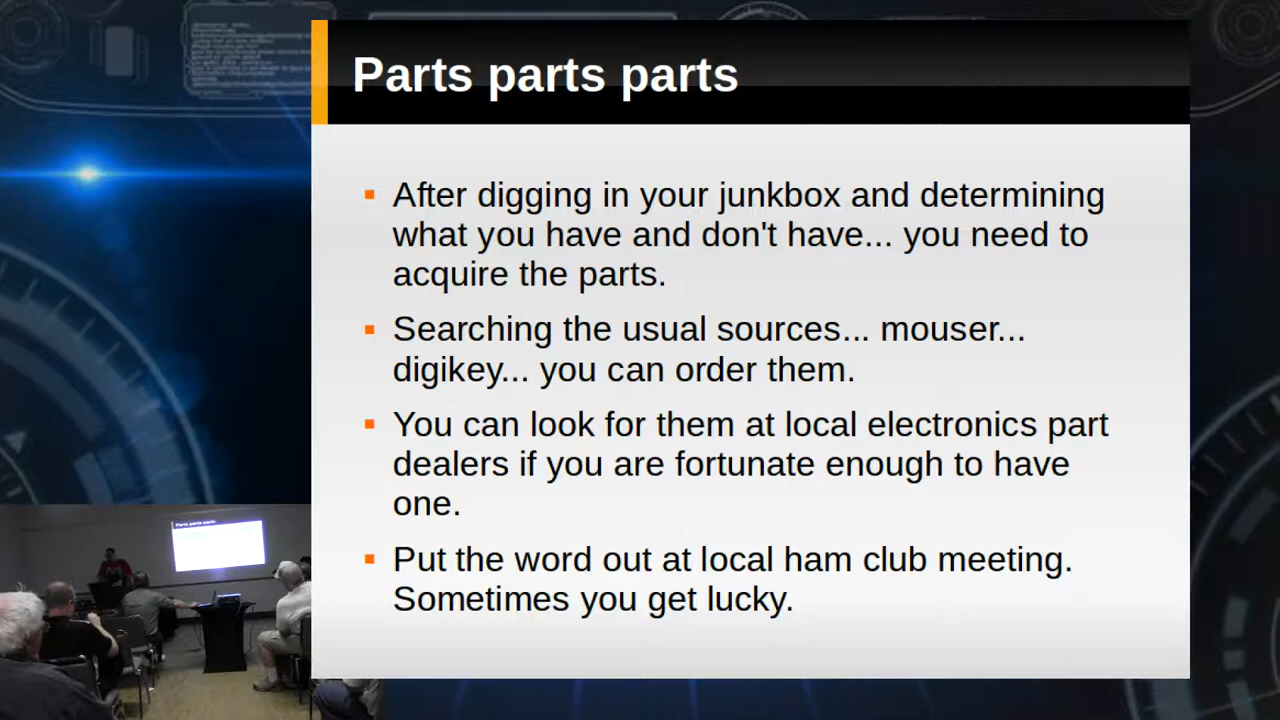 Parts parts parts
After digging in your junkbox and determining
what you have and don't have... you need to
acquire the parts.
Searching the usual sources... mouser...
digikey... you can order them.
You can look for them at local electronics part
dealers if you are fortunate enough to have
one.
Put the word out at local ham club meeting.
Sometimes you get lucky.
Parts parts parts